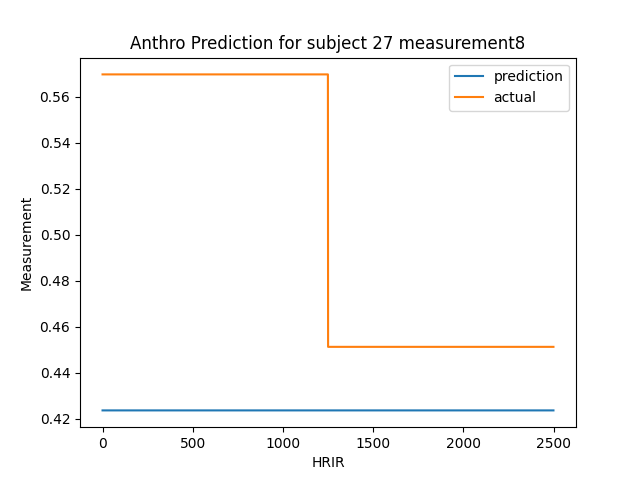 Anthro Prediction for subject 27 measurement8
prediction
actual
Measurement
0.56
0.54
0.52
0.50
0.48
0.46
0.44
0.42
0
500
1000
1500
2000
2500
HRIR